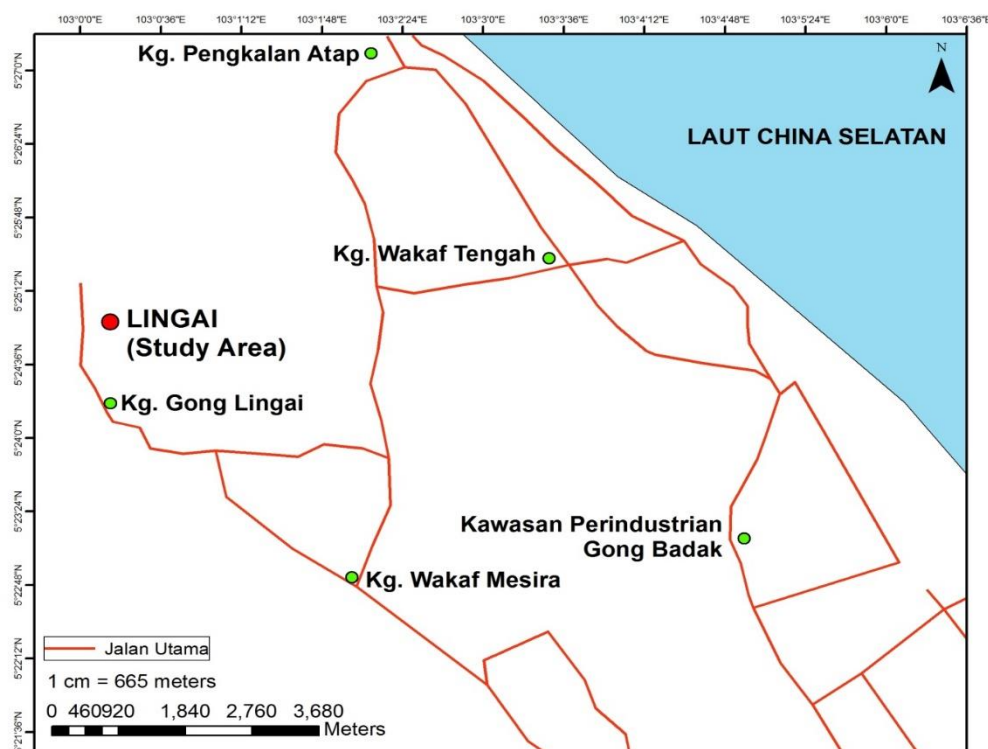 103°0'0"E 103°0'36"E 103°1'12"E 103°1'48"E 103°2'24"E 103°3'0"E 103°3'36"E 103°4'12"E 103°4'48"E 103°5'24"E 103°6'0"E 103°6'36"E
5°27'0"N
5°26'24"N
5°25'48"N
5°25'12"N
5°24'36"N
5°24'0"N
5°23'24"N
5°22'48"N
5°22'12"N
5°21'36"N
N
Kg. Pengkalan Atap
LAUT CHINA SELATAN
Kg. Wakaf Tengah
LINGAI
(Study Area)
Kg. Gong Lingai
Kawasan Perindustrian
Gong Badak
Kg. Wakaf Mesira
Jalan Utama
1 cm = 665 meters
0 460920 1,840 2,760 3,680
Meters